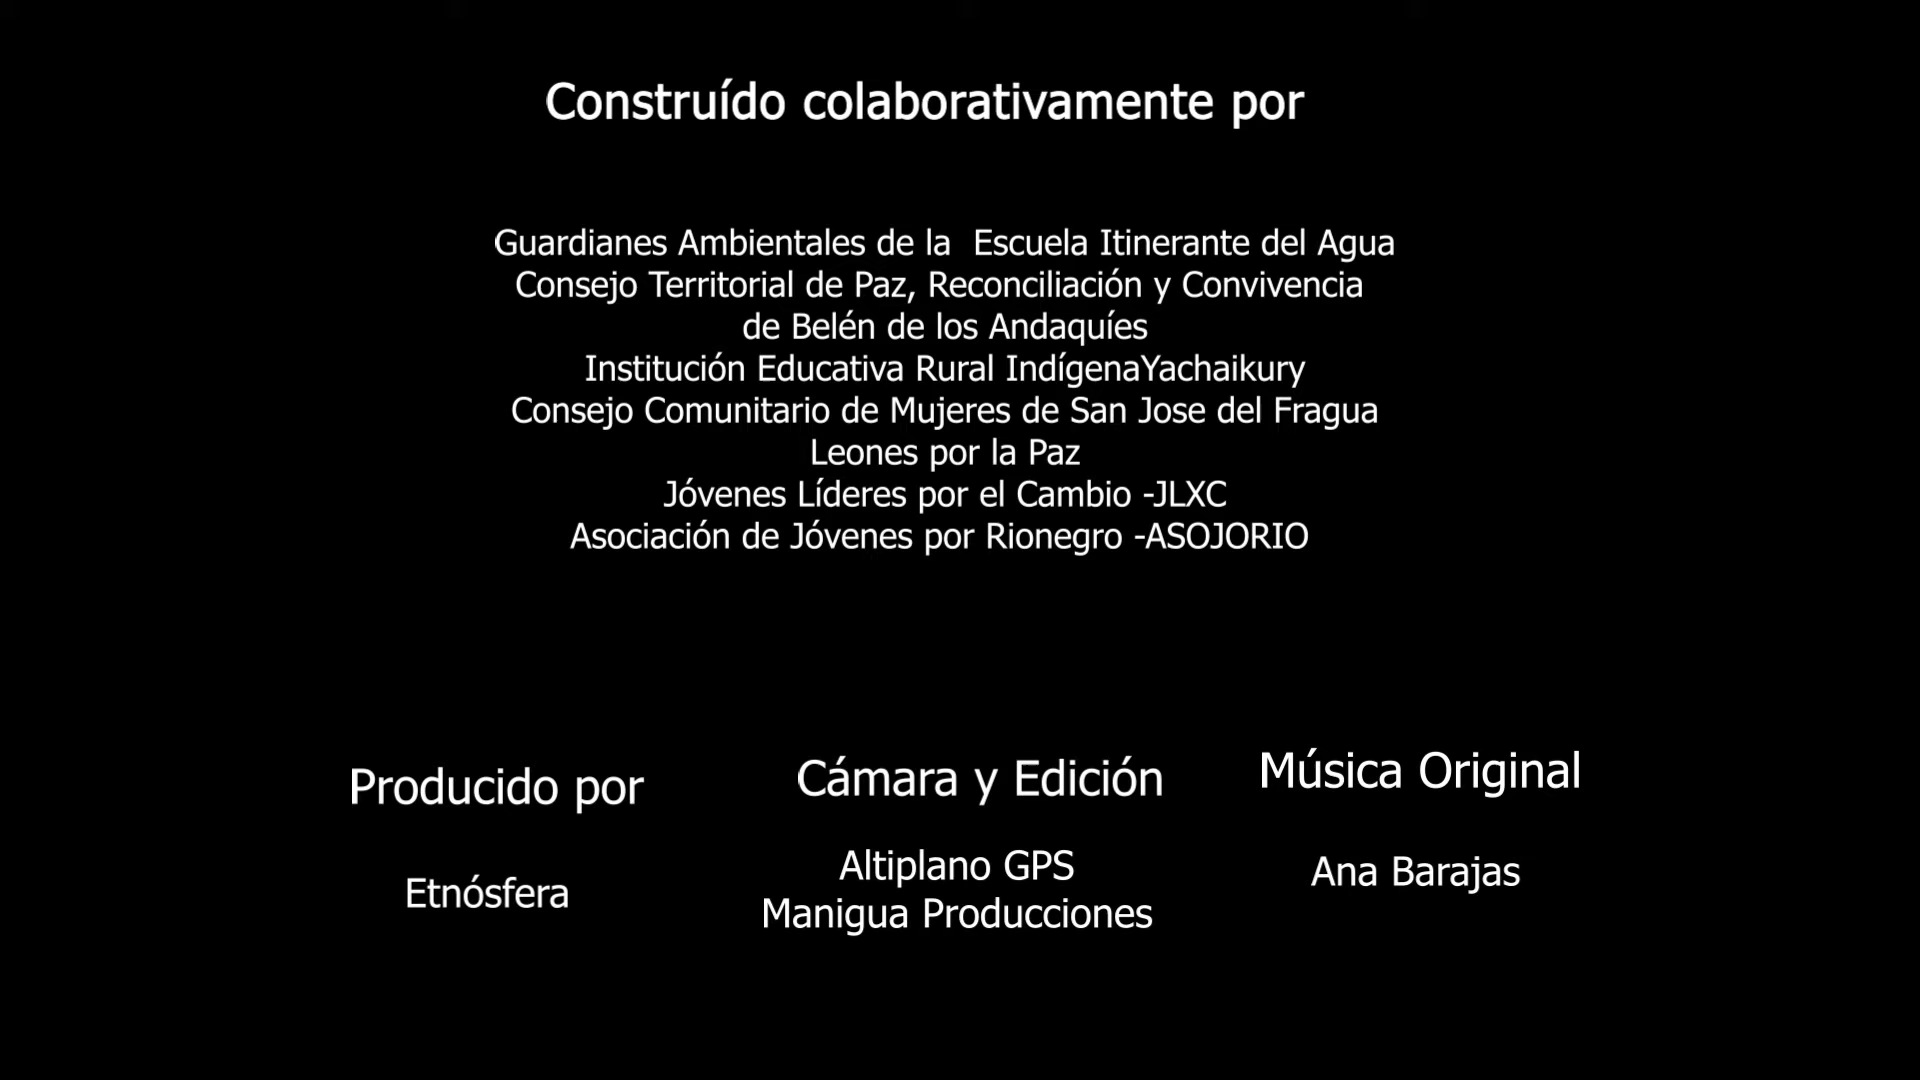 Construído colaborativamente por
Guardianes Ambientales de la  Escuela Itinerante del Agua
Consejo Territorial de Paz, Reconciliación y Convivencia
de Belén de los Andaquíes
Institución Educativa Rural IndígenaYachaikury
Consejo Comunitario de Mujeres de San Jose del Fragua
Leones por la Paz
Jóvenes Líderes por el Cambio -JLXC
Asociación de Jóvenes por Rionegro -ASOJORIO
Producido por
Etnósfera
Cámara y Edición
Altiplano GPS
Manigua Producciones
Música Original
Ana Barajas